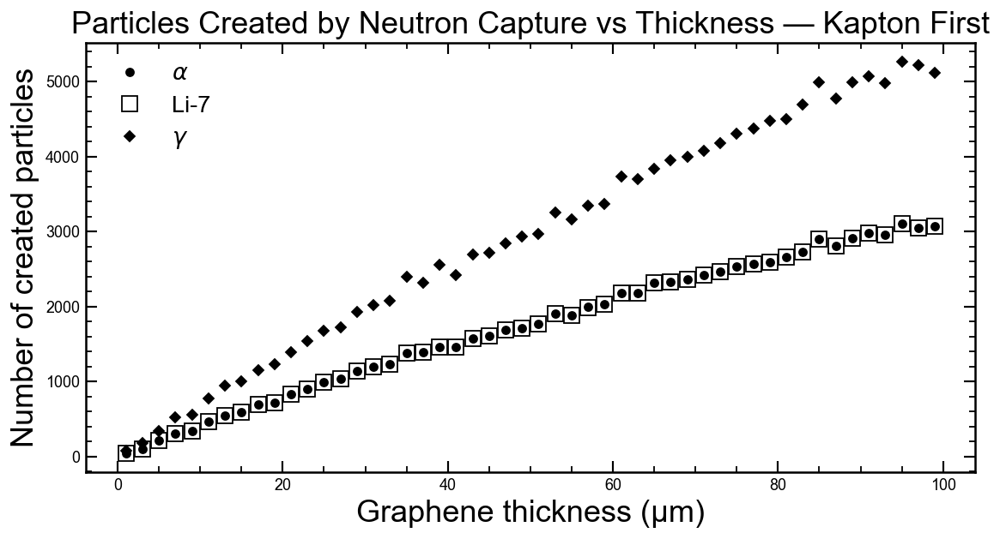 Particles Created by Neutron Capture vs Thickness — Kapton First
Number of created particles
5000
4000
3000
2000
1000
0
α
Li-7
γ
0 20 40 60 80 100
Graphene thickness (μm)